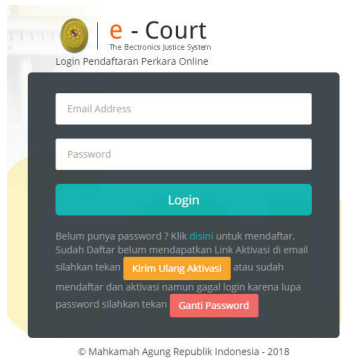 e - Court
The Electronics Justice System
Login Pendaftaran Perkara Online
Email Address
Password
Login
Belum punya password ? Klik disini untuk mendaftar.
Sudah Daftar belum mendapatkan Link Aktivasi di email
silahkan tekan Kirim Ulang Aktivasi atau sudah
mendaftar dan aktivasi namun gagal login karena lupa
password silahkan tekan Ganti Password
© Mahkamah Agung Republik Indonesia - 2018